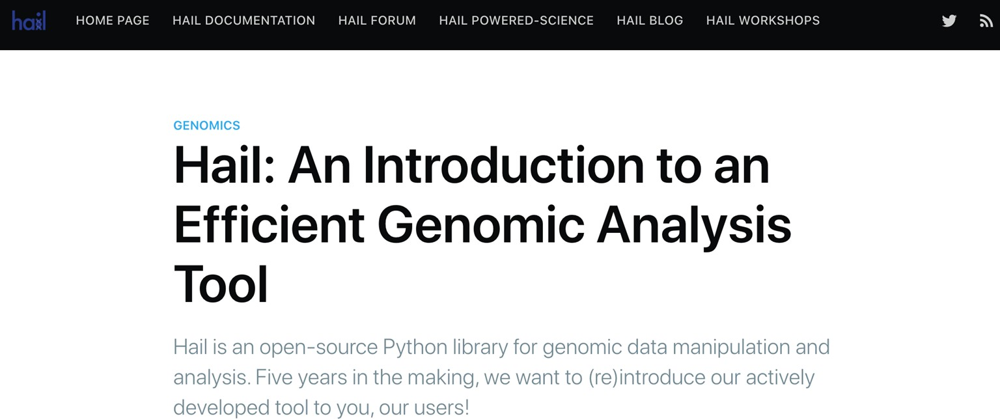 hail HOME PAGE HAIL DOCUMENTATION HAIL FORUM HAIL POWERED-SCIENCE HAIL BLOG HAIL WORKSHOPS
GENOMICS
Hail: An Introduction to an
Efficient Genomic Analysis
Tool
Hail is an open-source Python library for genomic data manipulation and
analysis. Five years in the making, we want to (re)introduce our actively
developed tool to you, our users!